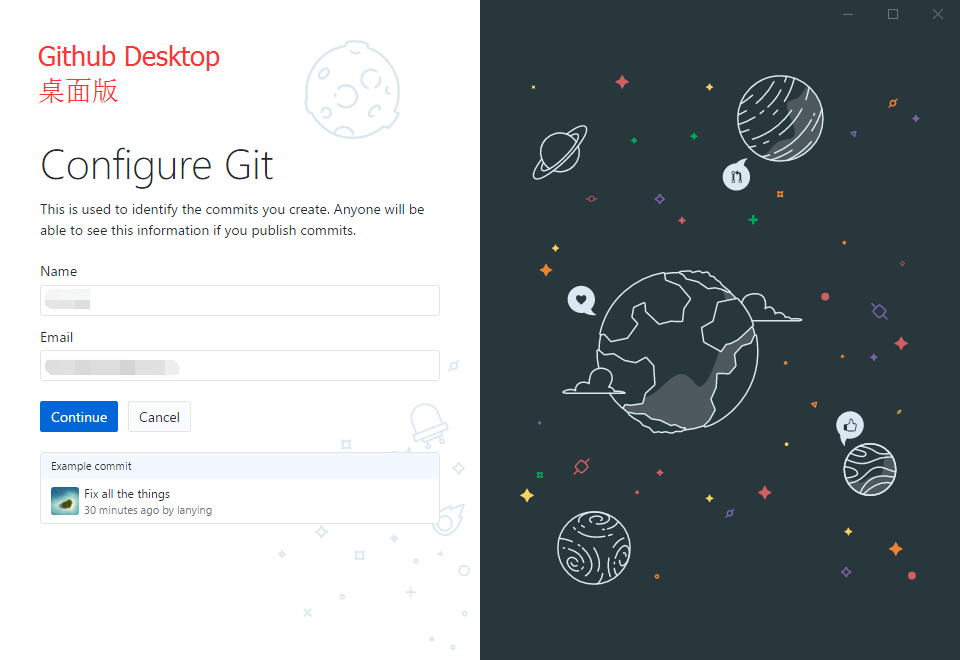 Github Desktop
桌面版
Configure Git
This is used to identify the commits you create. Anyone will be
able to see this information if you publish commits.
Name
Email
Continue
Cancel
Example commit
Fix all the things
30 minutes ago by lanying